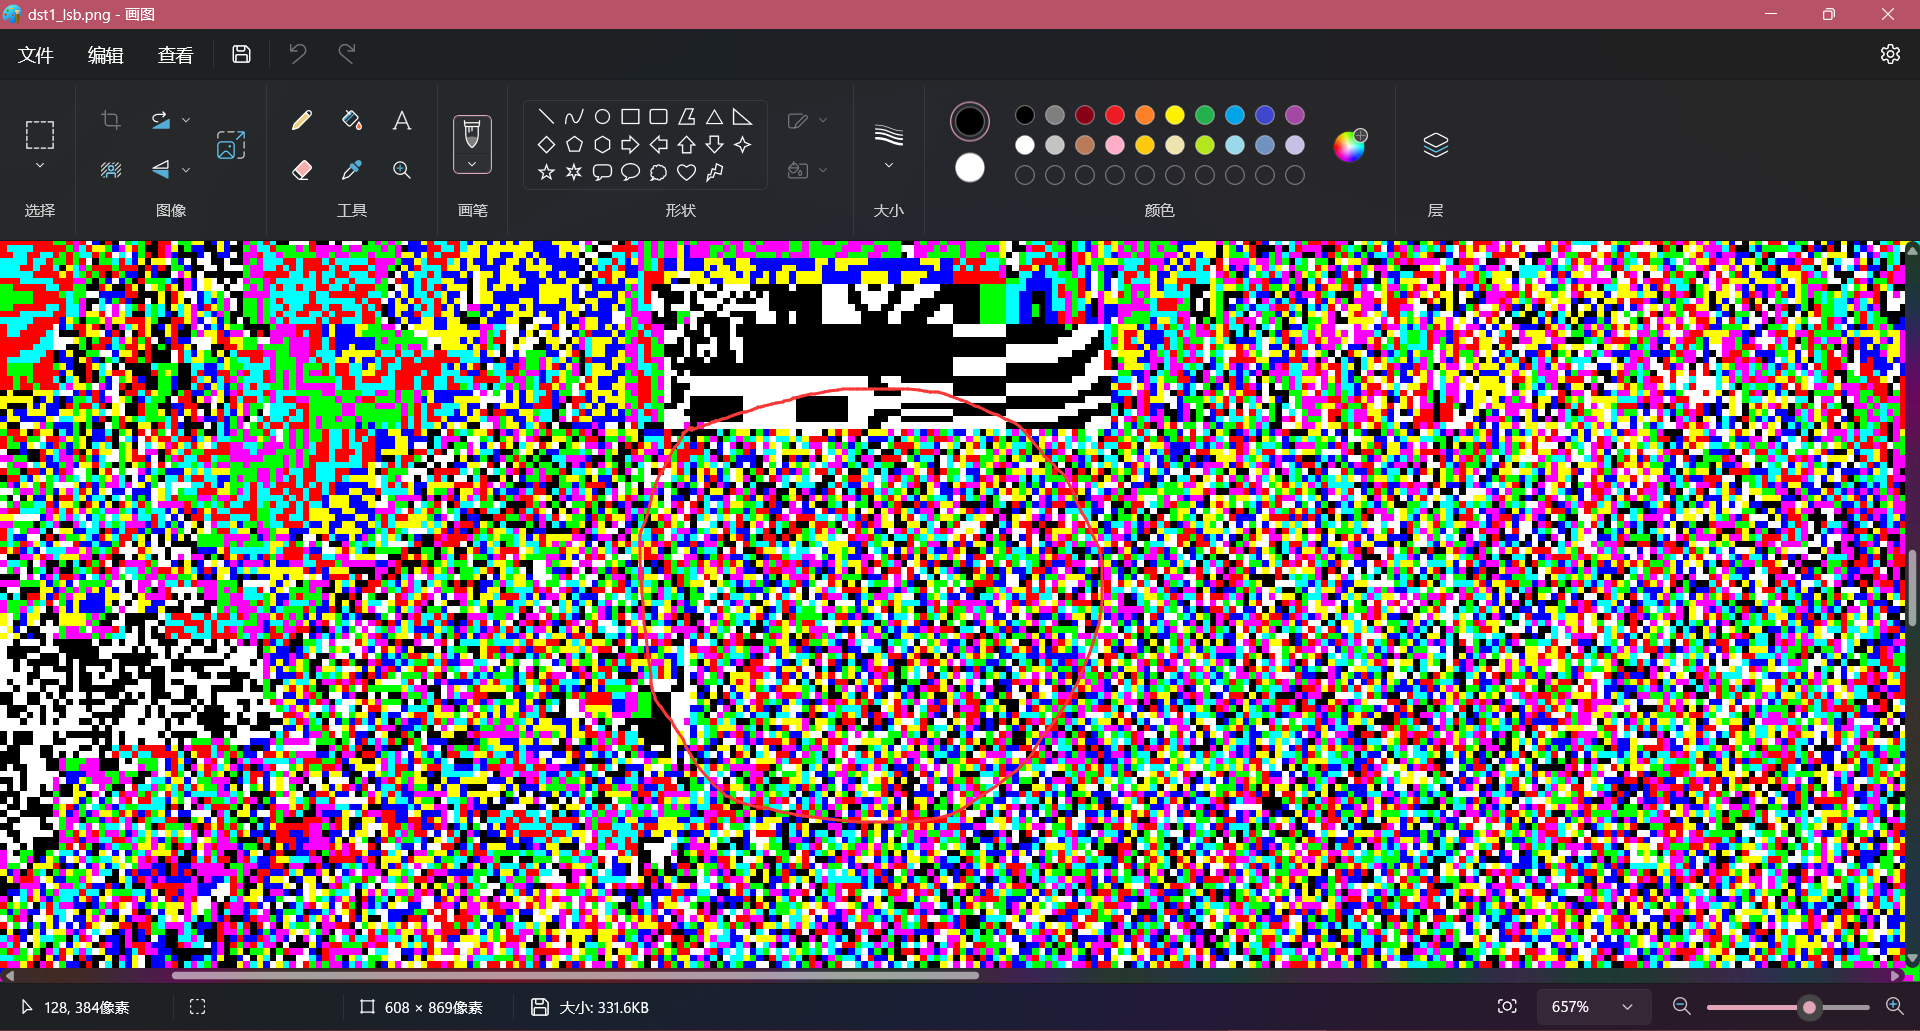 dst1_lsb.png - 画图
文件 编辑 查看
选择 图像 工具 画笔 形状 大小 颜色 层
128, 384像素 608 × 869像素 大小: 331.6KB 657%